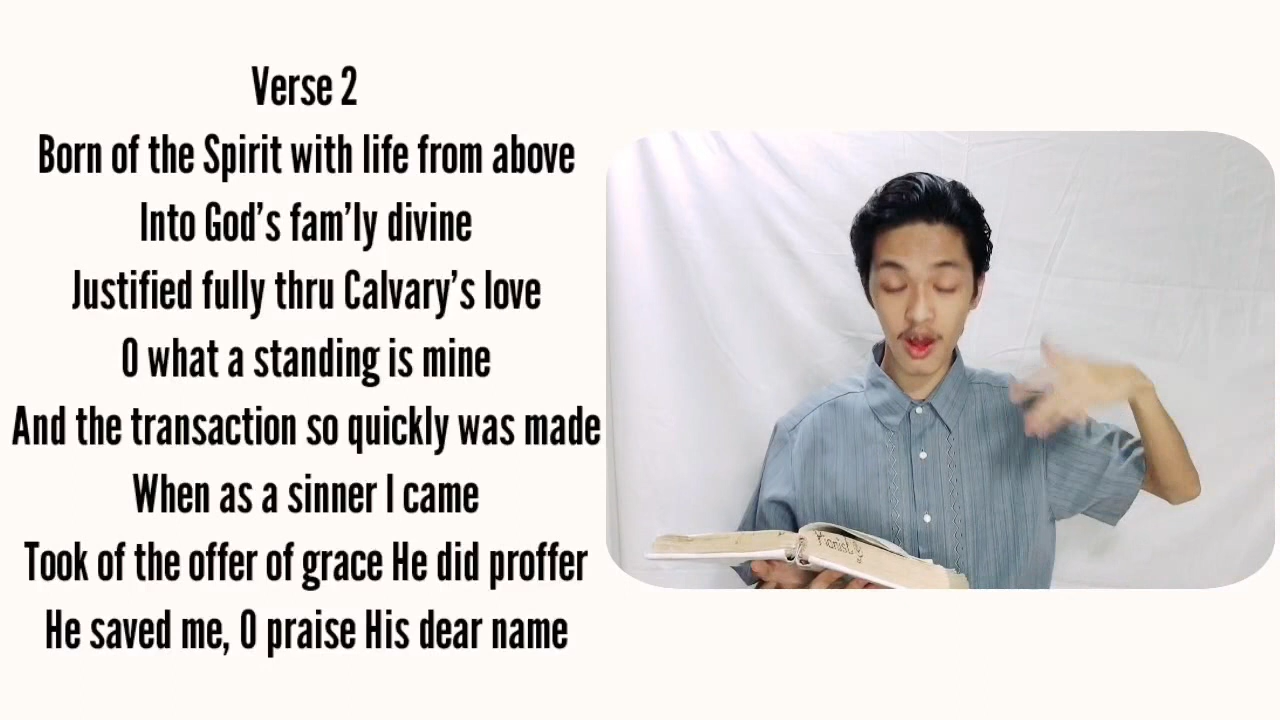 Verse 2
Born of the Spirit with life from above
Into God’s fam’ly divine
Justified fully thru Calvary’s love
O what a standing is mine
And the transaction so quickly was made
When as a sinner I came
Took of the offer of grace He did proffer
He saved me, O praise His dear name
Pianist